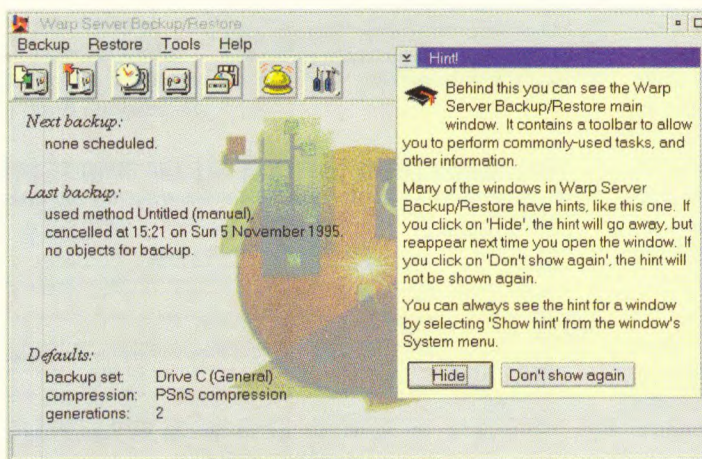 Warp Server Backup/Restore
Backup Restore Tools Help
Next backup:
none scheduled.
Last backup:
used method Untitled (manual),
cancelled at 15:21 on Sun 5 November 1995,
no objects for backup.
Defaults:
backup set: Drive C (General)
compression: PSnS compression
generations: 2
Hint!
Behind this you can see the Warp
Server Backup/Restore main
window. It contains a toolbar to allow
you to perform commonly-used tasks, and
other information.
Many of the windows in Warp Server
Backup/Restore have hints, like this one. If
you click on 'Hide', the hint will go away, but
reappear next time you open the window. If
you click on 'Don't show again', the hint will
not be shown again.
You can always see the hint for a window
by selecting 'Show hint' from the window's
System menu.
Hide Don't show again